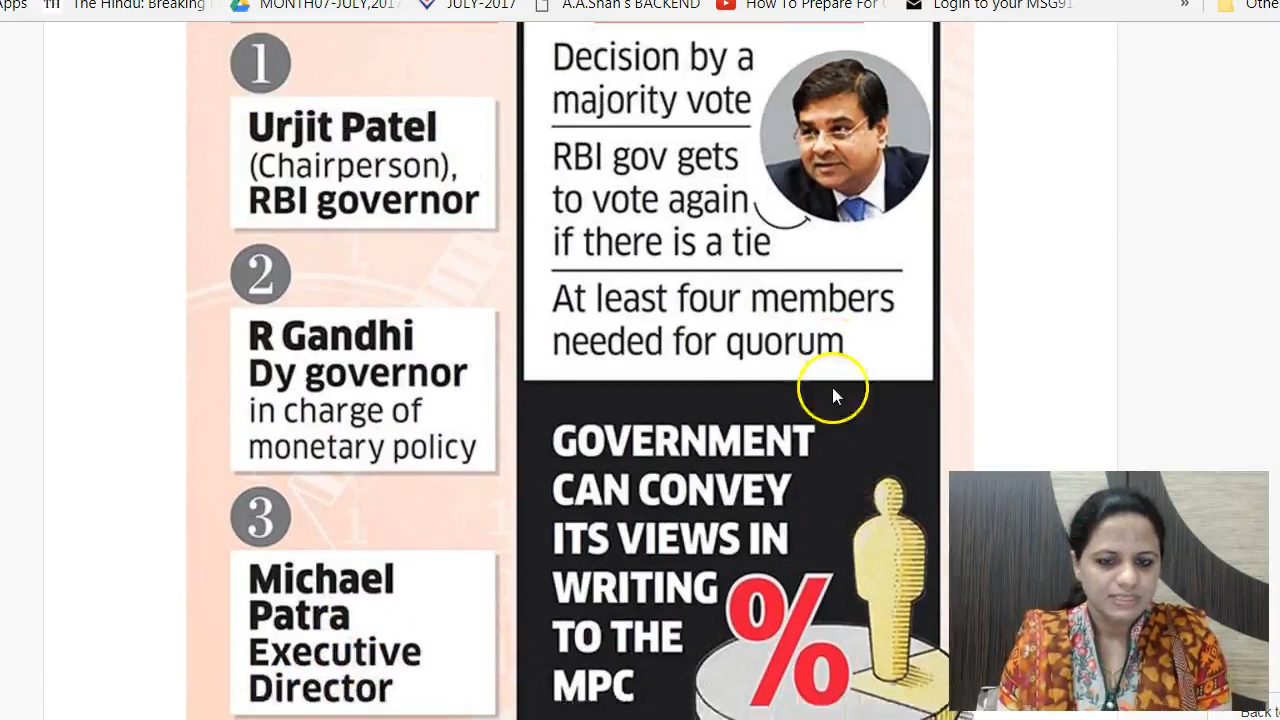 The Hindu: Breaking
MONTH07-JULY,2017
JULY-2017
A.A.Shan's BACKEND
How To Prepare For
Login to your MSG91
»
1
Urjit Patel
(Chairperson),
RBI governor
2
R Gandhi
Dy governor
in charge of
monetary policy
3
Michael
Patra
Executive
Director
Decision by a
majority vote
RBI gov gets
to vote again
if there is a tie
At least four members
needed for quorum
GOVERNMENT
CAN CONVEY
ITS VIEWS IN
WRITING
TO THE
MPC
%